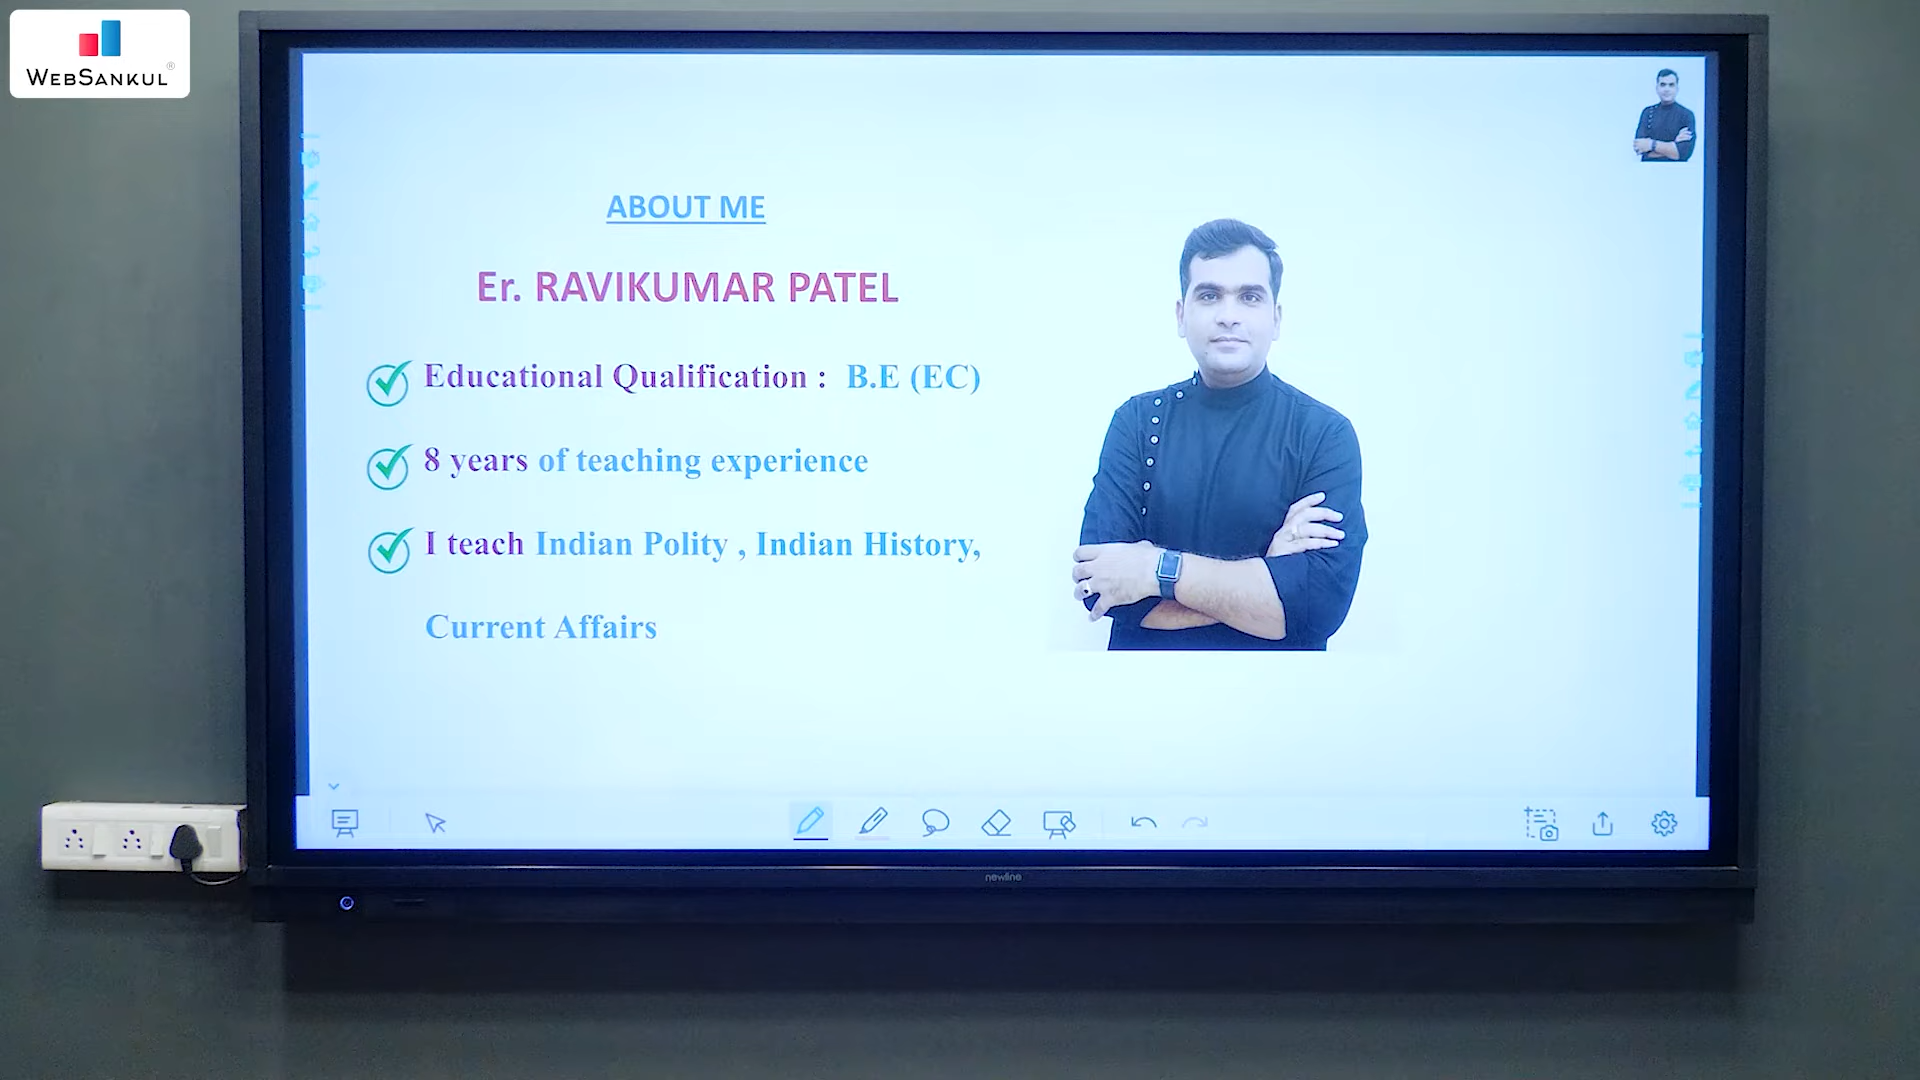 WEBSANKUL®
ABOUT ME
Er. RAVIKUMAR PATEL
Educational Qualification : B.E (EC)
8 years of teaching experience
I teach Indian Polity , Indian History,
Current Affairs
newline